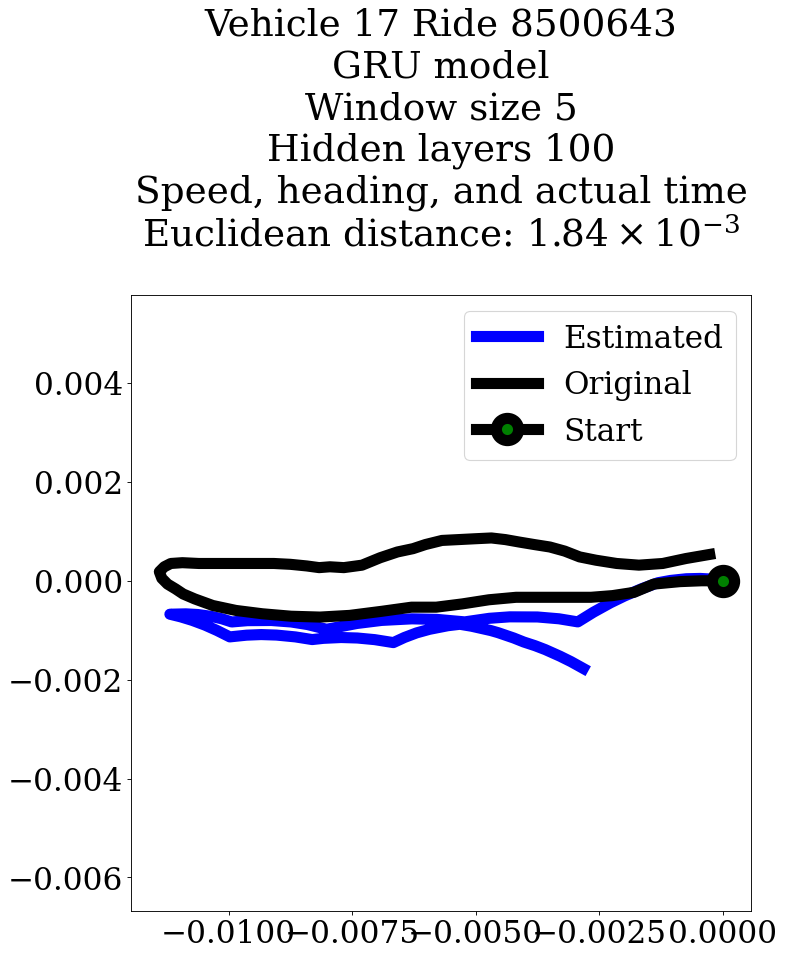 Vehicle 17 Ride 8500643
GRU model
Window size 5
Hidden layers 100
Speed, heading, and actual time
Euclidean distance: 1.84 × 10⁻³
Estimated
Original
Start
0.004
0.002
0.000
−0.002
−0.004
−0.006
−0.0100 −0.0075 −0.0050 −0.0025 0.000